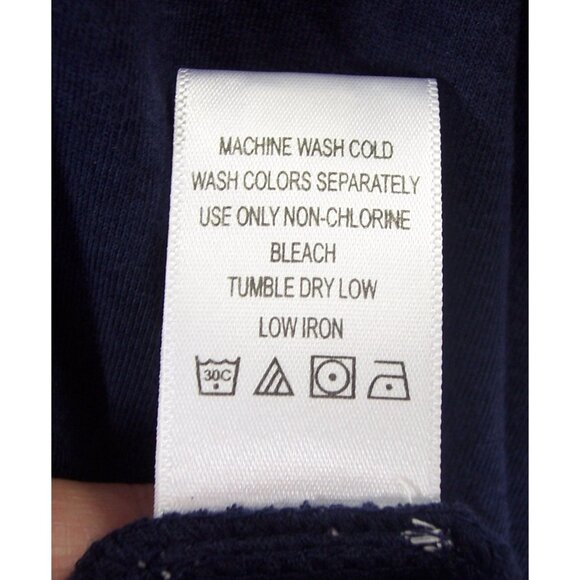 MACHINE WASH COLD
WASH COLORS SEPARATELY
USE ONLY NON-CHLORINE
BLEACH
TUMBLE DRY LOW
LOW IRON
30C